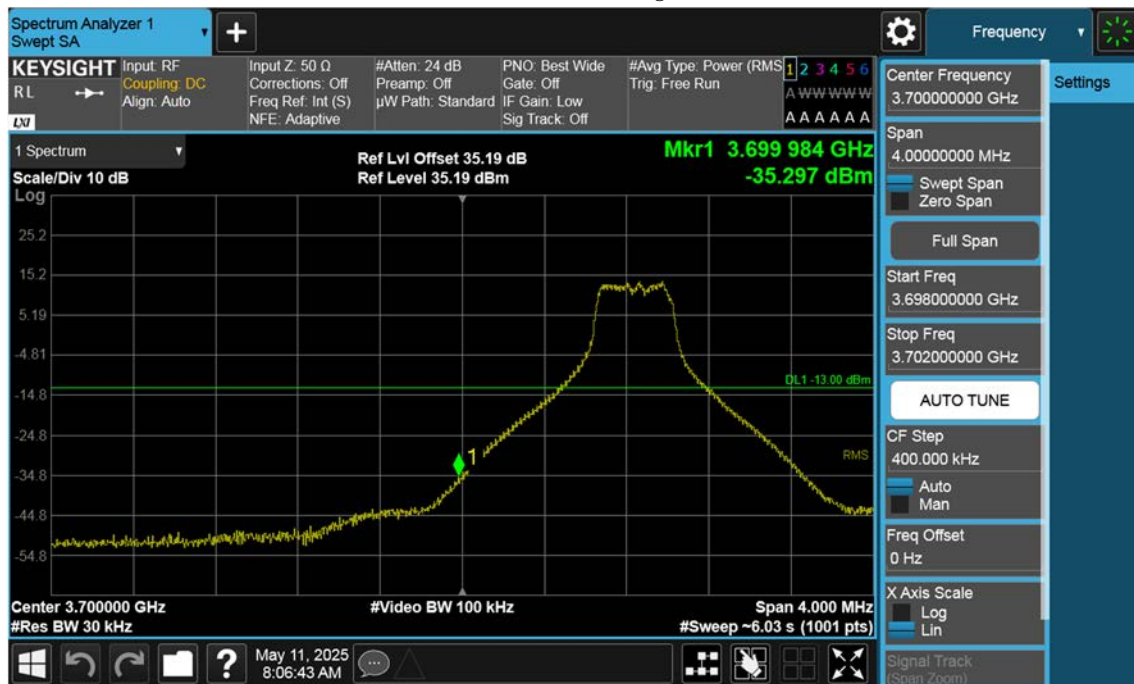 Spectrum Analyzer 1
Swept SA
+
Frequency
KEYSIGHT
RL
LXI
Input: RF
Coupling: DC
Align: Auto
Input Z: 50 Ω
Corrections: Off
Freq Ref: Int (S)
NFE: Adaptive
#Atten: 24 dB
Preamp: Off
µW Path: Standard
PNO: Best Wide
Gate: Off
IF Gain: Low
Sig Track: Off
#Avg Type: Power (RMS
Trig: Free Run
1 2 3 4 5 6
A W W W W W
A A A A A A
1 Spectrum
Scale/Div 10 dB
Ref Lvl Offset 35.19 dB
Ref Level 35.19 dBm
Mkr1 3.699 984 GHz
-35.297 dBm
Log
25.2
15.2
5.19
-4.81
-14.8
-24.8
-34.8
-44.8
-54.8
DL1 -13.00 dBm
1
RMS
Center 3.700000 GHz
#Video BW 100 kHz
Span 4.000 MHz
#Res BW 30 kHz
#Sweep ~6.03 s (1001 pts)
Center Frequency
3.700000000 GHz
Settings
Span
4.00000000 MHz
Swept Span
Zero Span
Full Span
Start Freq
3.698000000 GHz
Stop Freq
3.702000000 GHz
AUTO TUNE
CF Step
400.000 kHz
Auto
Man
Freq Offset
0 Hz
X Axis Scale
Log
Lin
Signal Track
(Span Zoom)
?
May 11, 2025
8:06:43 AM